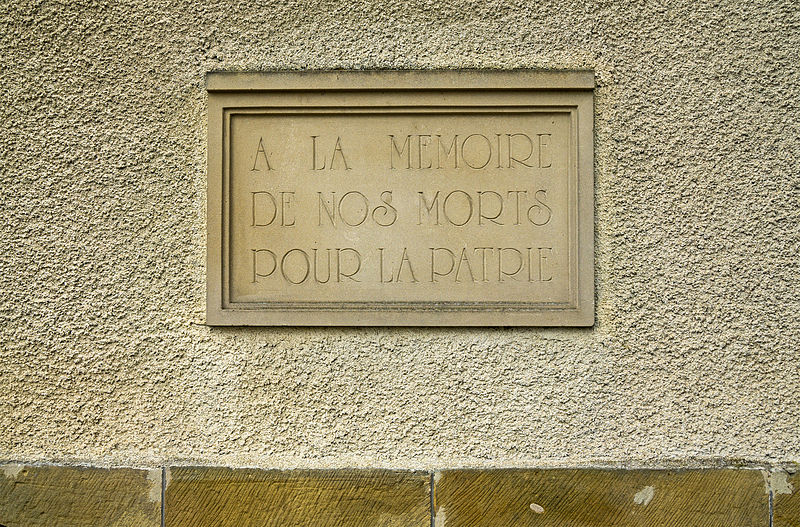 A LA MEMOIRE
DE NOS MORTS
POUR LA PATRIE